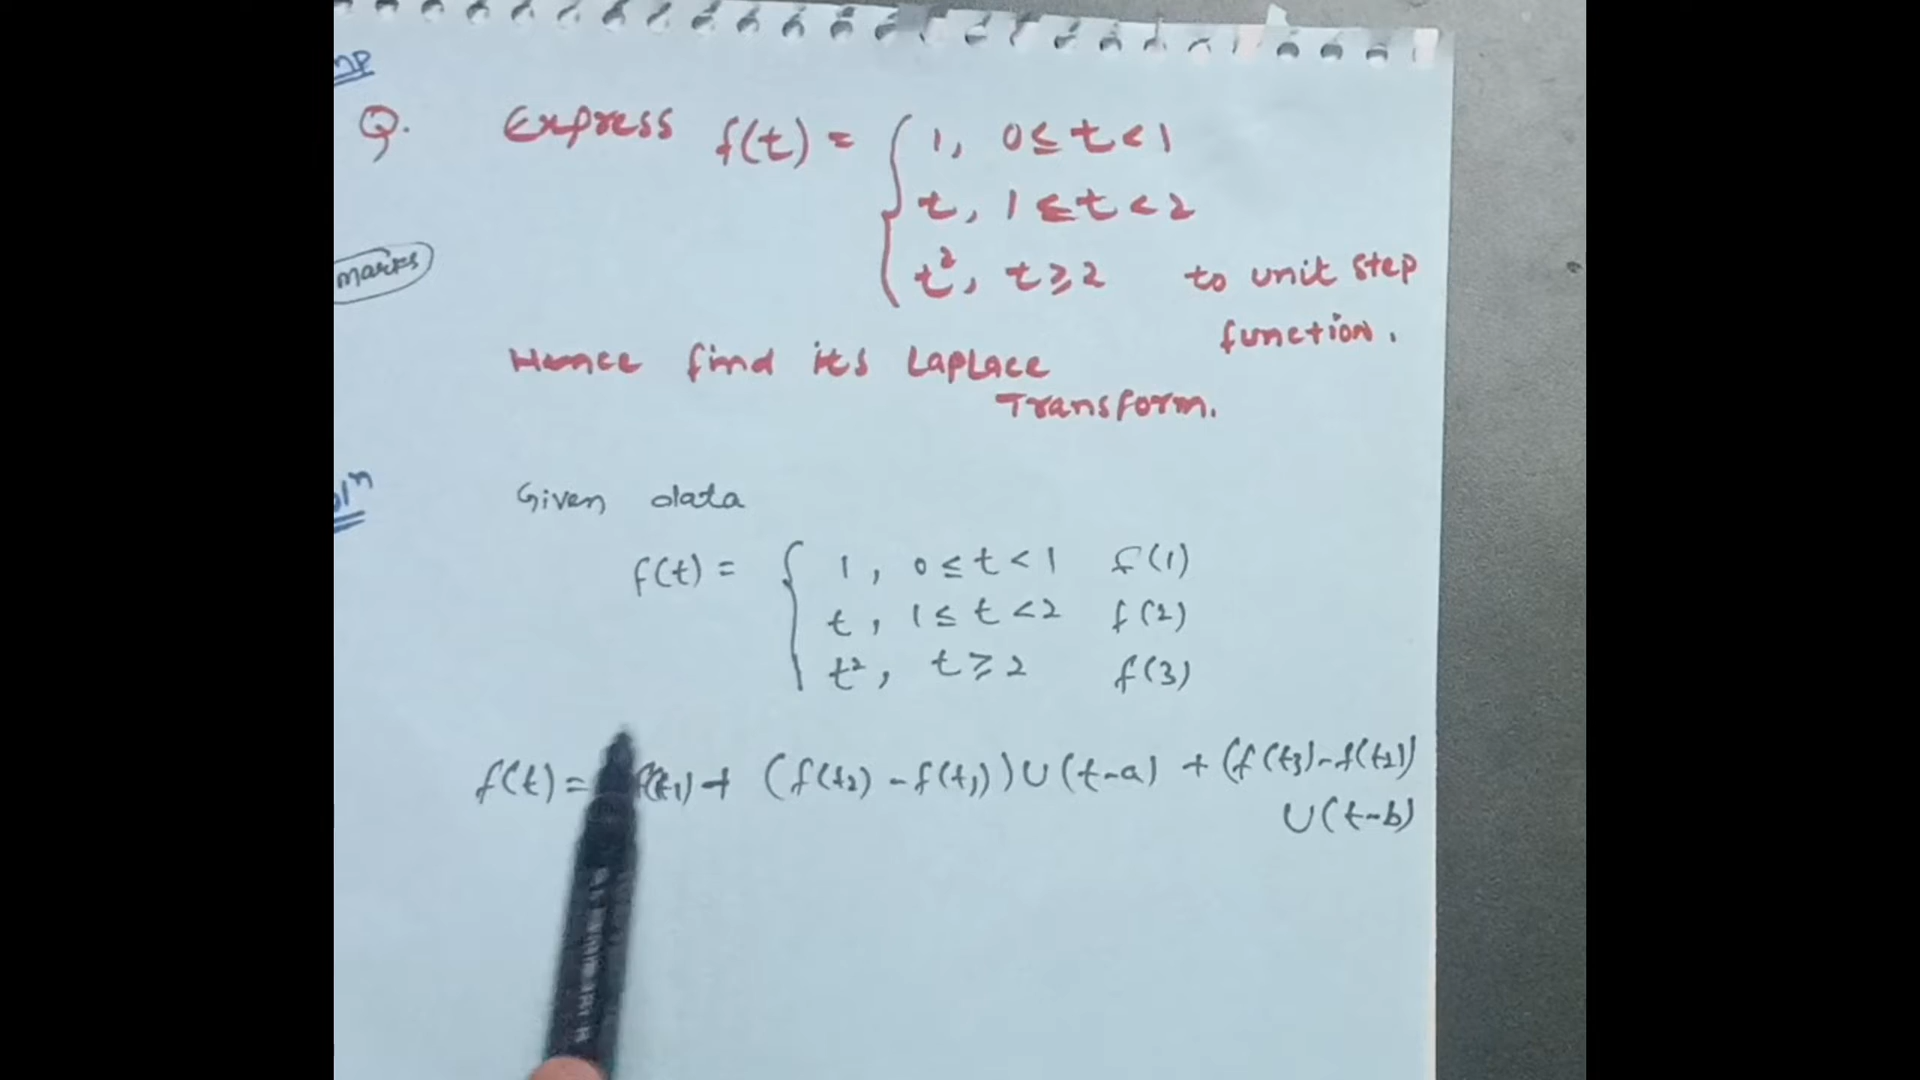 Q. Express f(t) = { 1, 0 ≤ t < 1
t, 1 ≤ t < 2
t², t ≥ 2 to unit step
function.
marks
Hence find its Laplace
Transform.
Given data
f(t) = { 1, 0 ≤ t < 1 f(1)
t, 1 ≤ t < 2 f(2)
t², t ≥ 2 f(3)
f(t) = f(t₁) + (f(t₂) - f(t₁)) U(t-a) + (f(t₃) - f(t₂))
U(t-b)